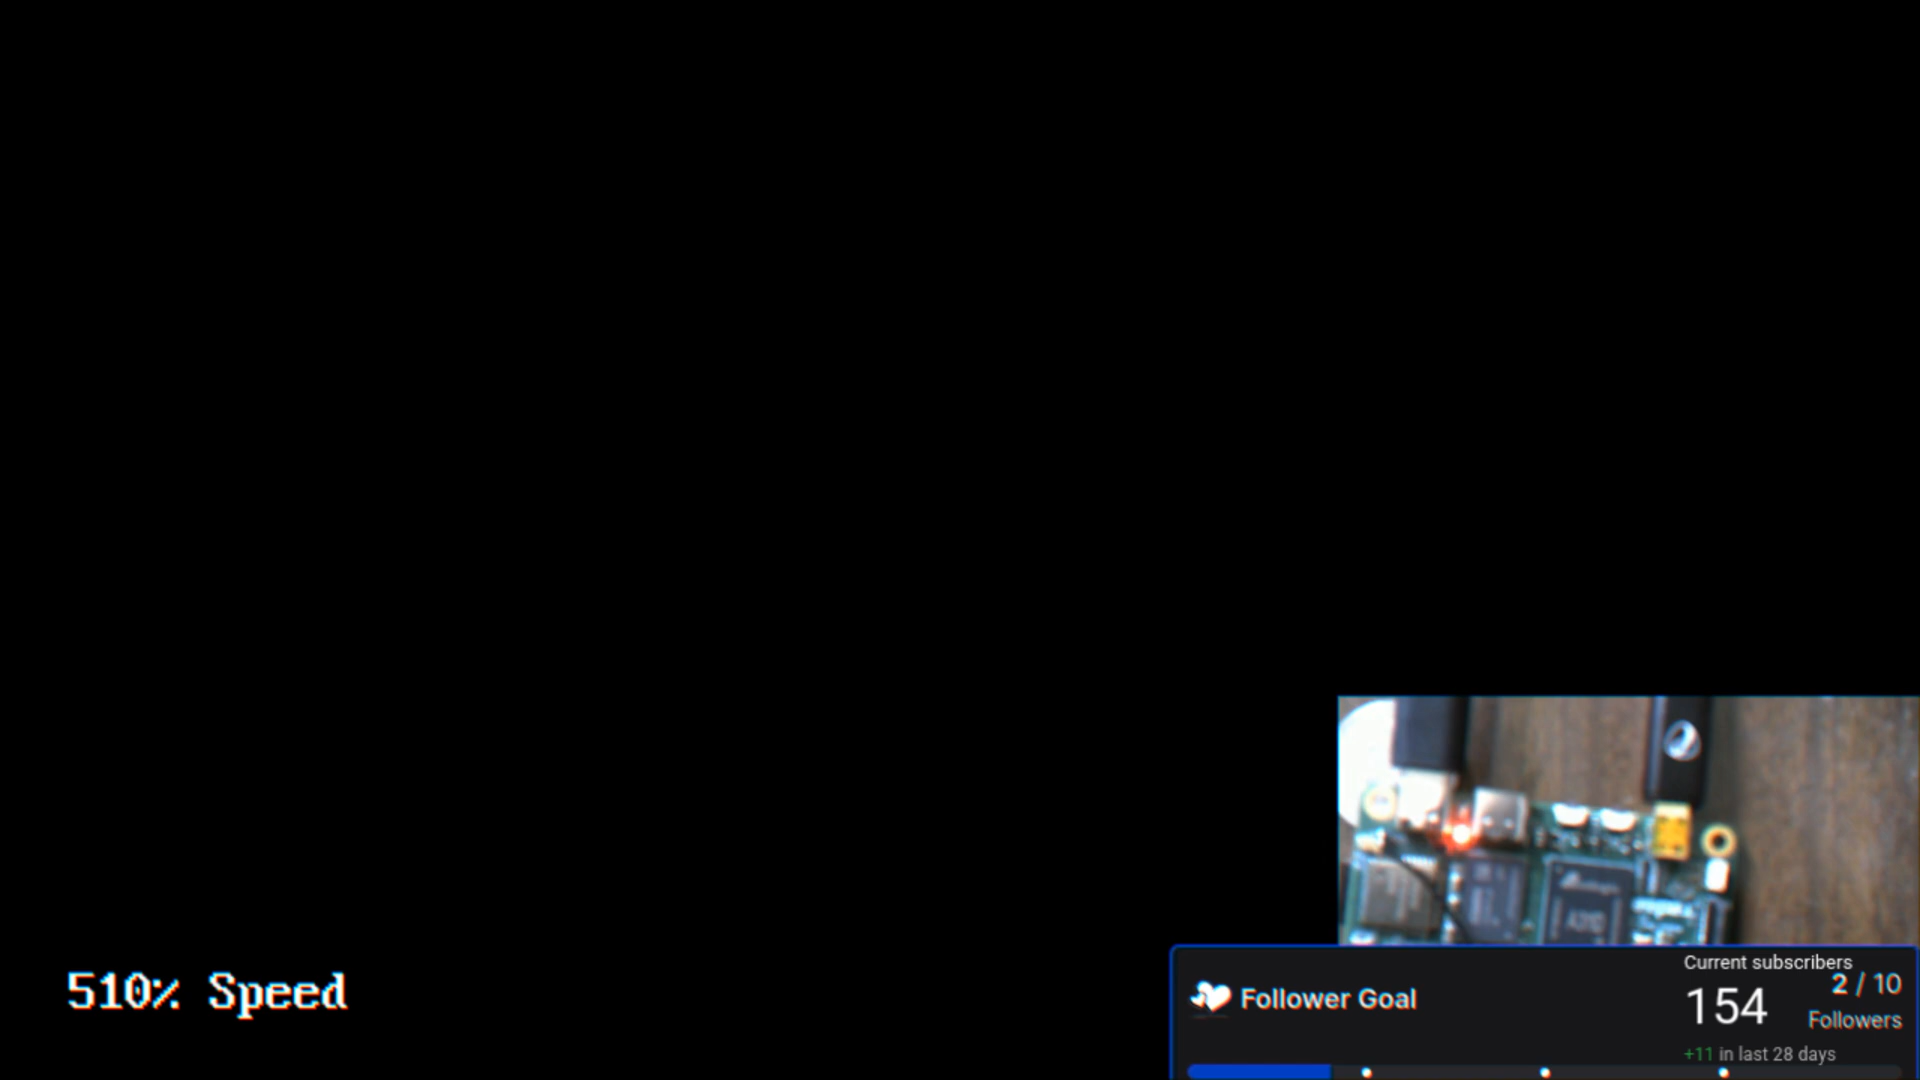 510% Speed
Follower Goal
Current subscribers
2 / 10
154
Followers
+11 in last 28 days